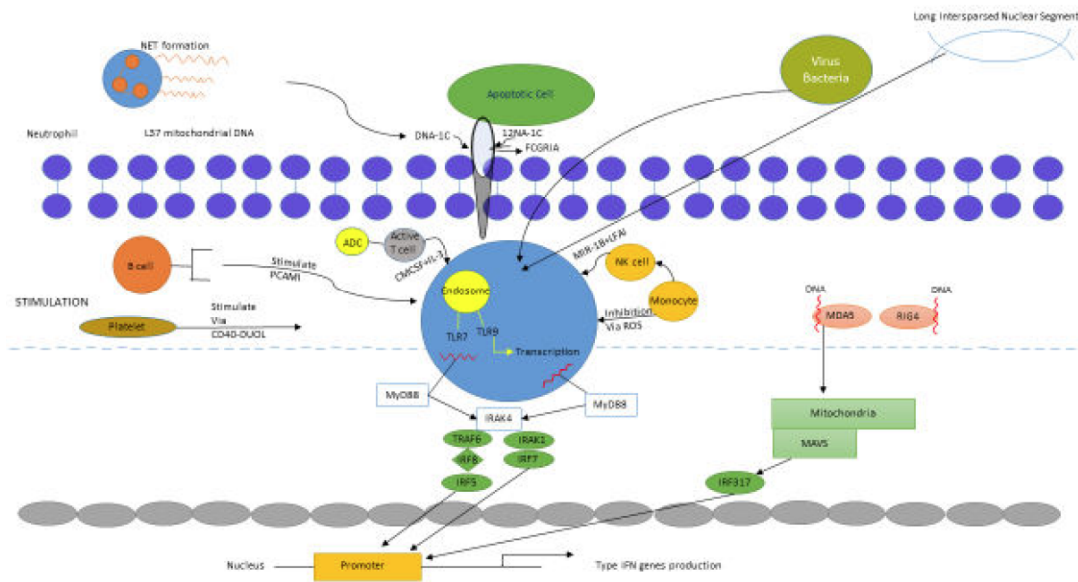 Long Intersparsed Nuclear Segment
NET formation
Virus
Bacteria
Apoptotic Cell
Neutrophil
L37 mitochondrial DNA
DNA-1C
12NA-1C
FCGRIA
ADC
Active
T cell
CMCSF+IL-3
MIR-1B+LFAI
NK cell
B cell
Stimulate
PCAMI
Endosome
Monocyte
DNA
DNA
STIMULATION
Stimulate
Via
CD40-DUOL
Platelet
Inhibition
Via ROS
MDA5
RIG4
TLR7
TLR9
Transcription
MyD88
IRAK4
MyD88
Mitochondria
MAVS
TRAF6
IRAK1
IRF8
IRF7
IRF5
IRF317
Nucleus
Promoter
Type IFN genes production